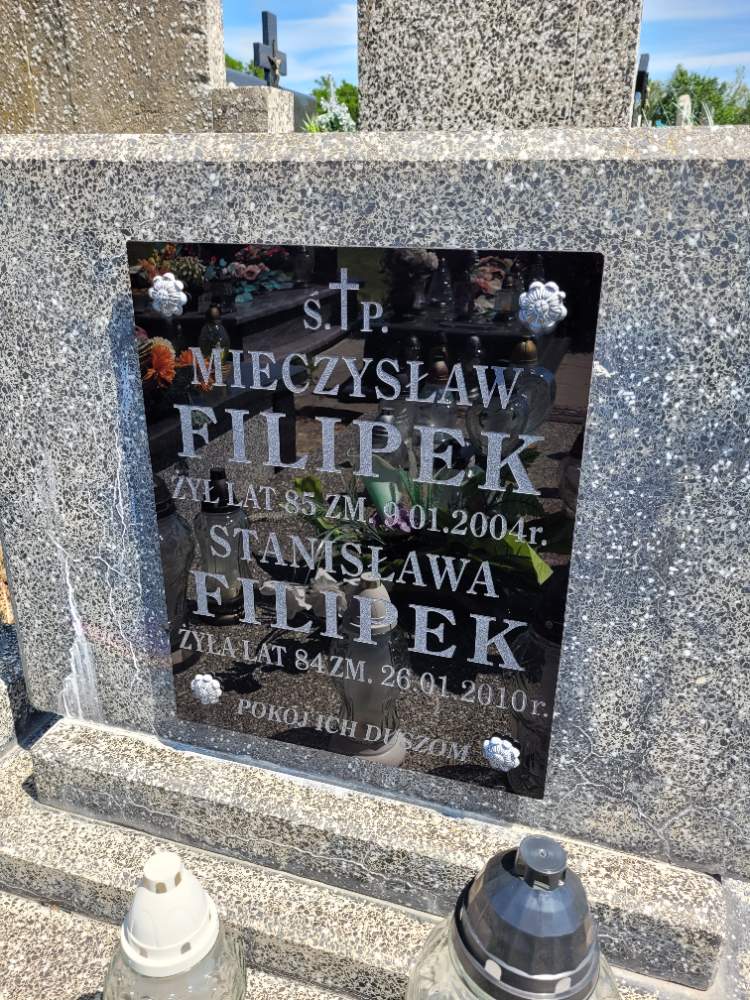 Ś. P.
MIECZYSŁAW
FILIPEK
ŻYŁ LAT 85 ZM. 9.01.2004r.
STANISŁAWA
FILIPEK
ŻYŁA LAT 84 ZM. 26.01.2010r.
POKÓJ ICH DUSZOM